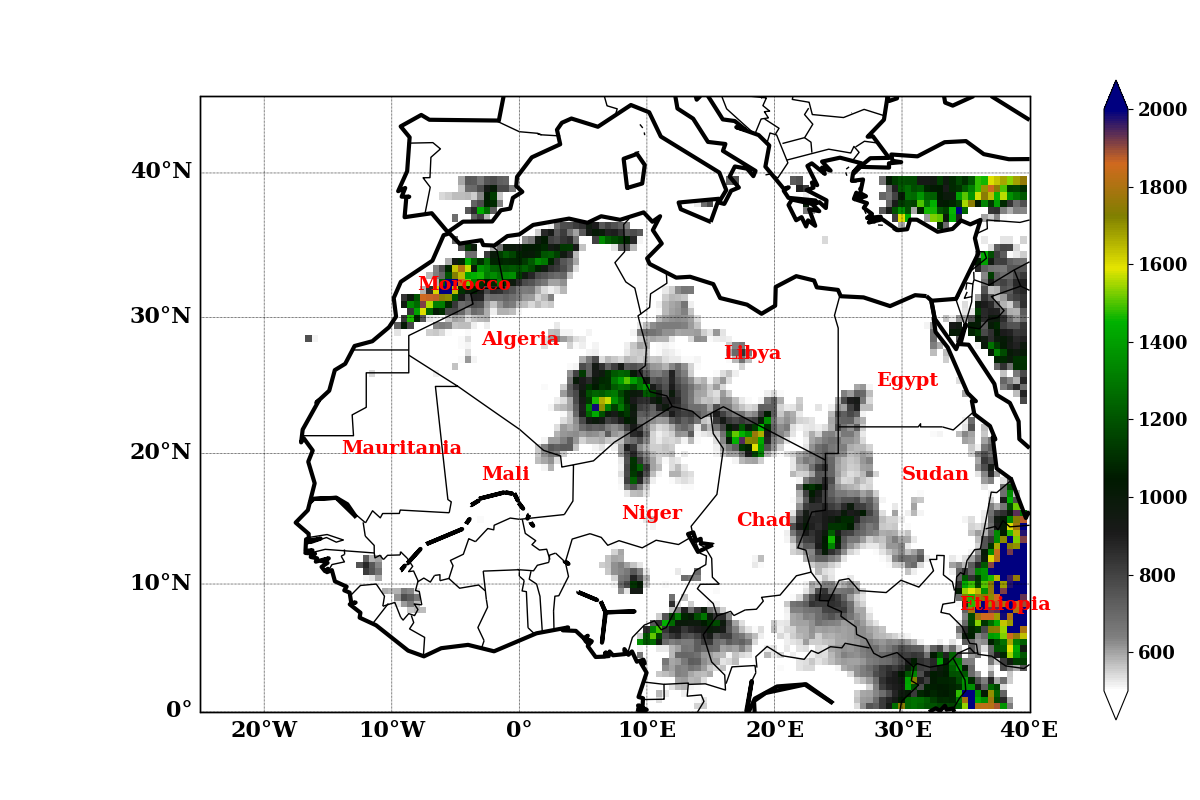 40°N
30°N
20°N
10°N
0°
20°W
10°W
0°
10°E
20°E
30°E
40°E
Morocco
Algeria
Libya
Egypt
Mauritania
Mali
Sudan
Niger
Chad
Ethiopia
2000
1800
1600
1400
1200
1000
800
600